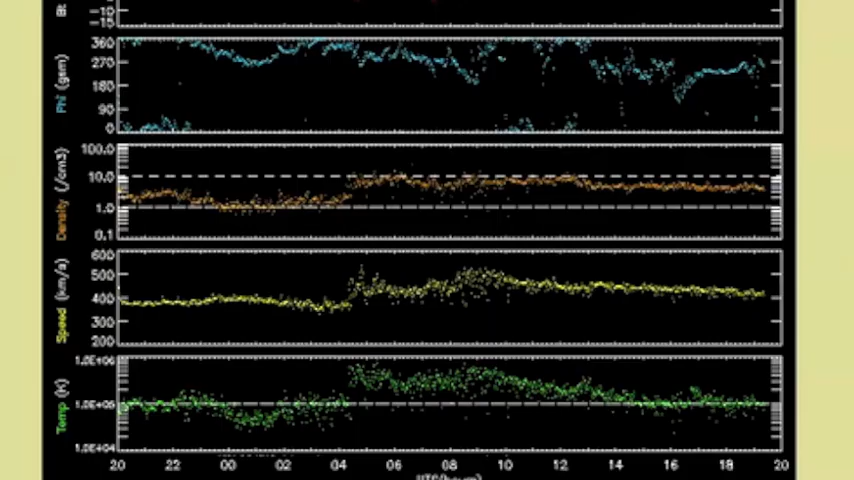 Bt
-10
-15
360
270
180
90
0
Phi (gsm)
100.0
10.0
1.0
0.1
Density (/cm3)
600
500
400
300
200
Speed (km/s)
1.0E+06
1.0E+05
1.0E+04
Temp (K)
20 22 00 02 04 06 08 10 12 14 16 18 20
UTC(hours)